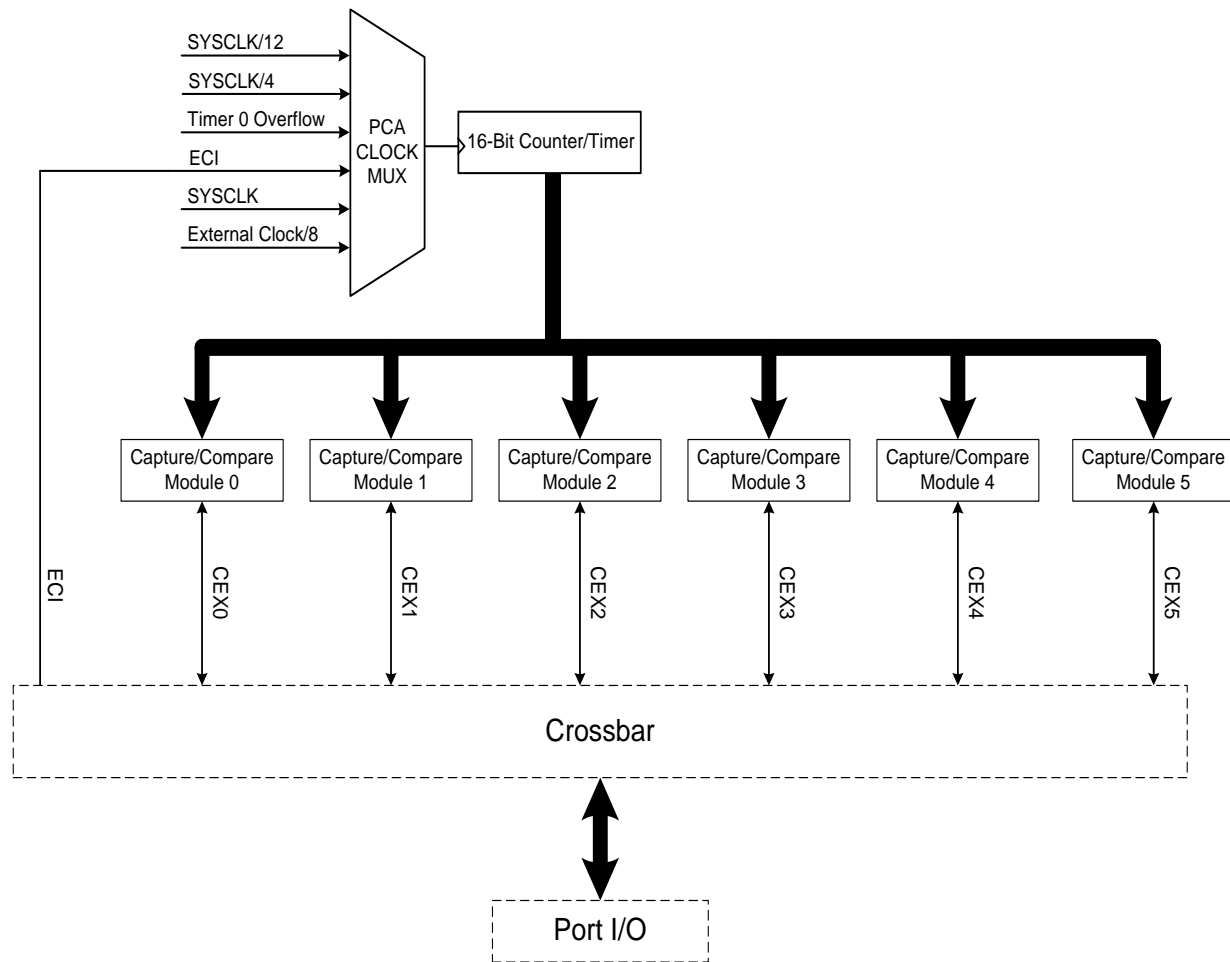 SYSCLK/12
SYSCLK/4
Timer 0 Overflow
ECI
SYSCLK
External Clock/8
PCA
CLOCK
MUX
16-Bit Counter/Timer
Capture/Compare
Module 0
Capture/Compare
Module 1
Capture/Compare
Module 2
Capture/Compare
Module 3
Capture/Compare
Module 4
Capture/Compare
Module 5
ECI
CEX0
CEX1
CEX2
CEX3
CEX4
CEX5
Crossbar
Port I/O